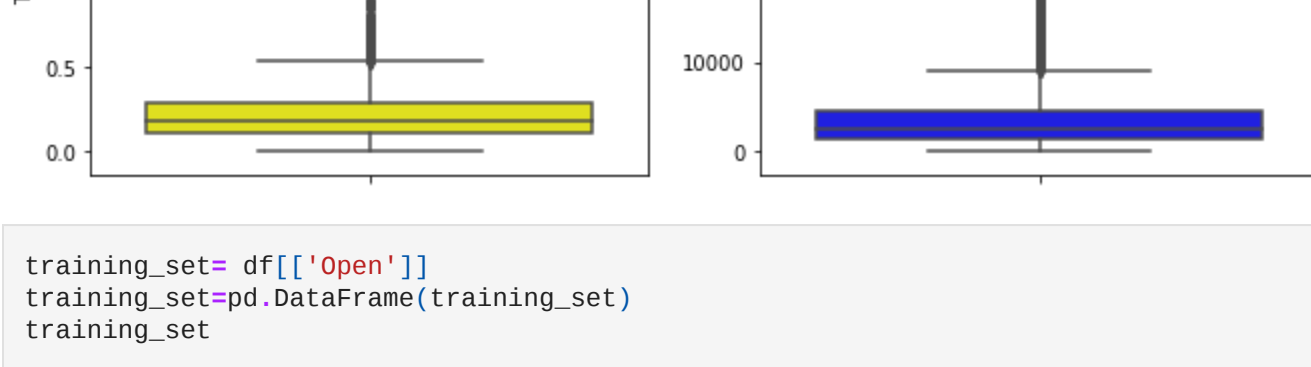 0.5
0.0
10000
0
training_set= df[['Open']]
training_set=pd.DataFrame(training_set)
training_set